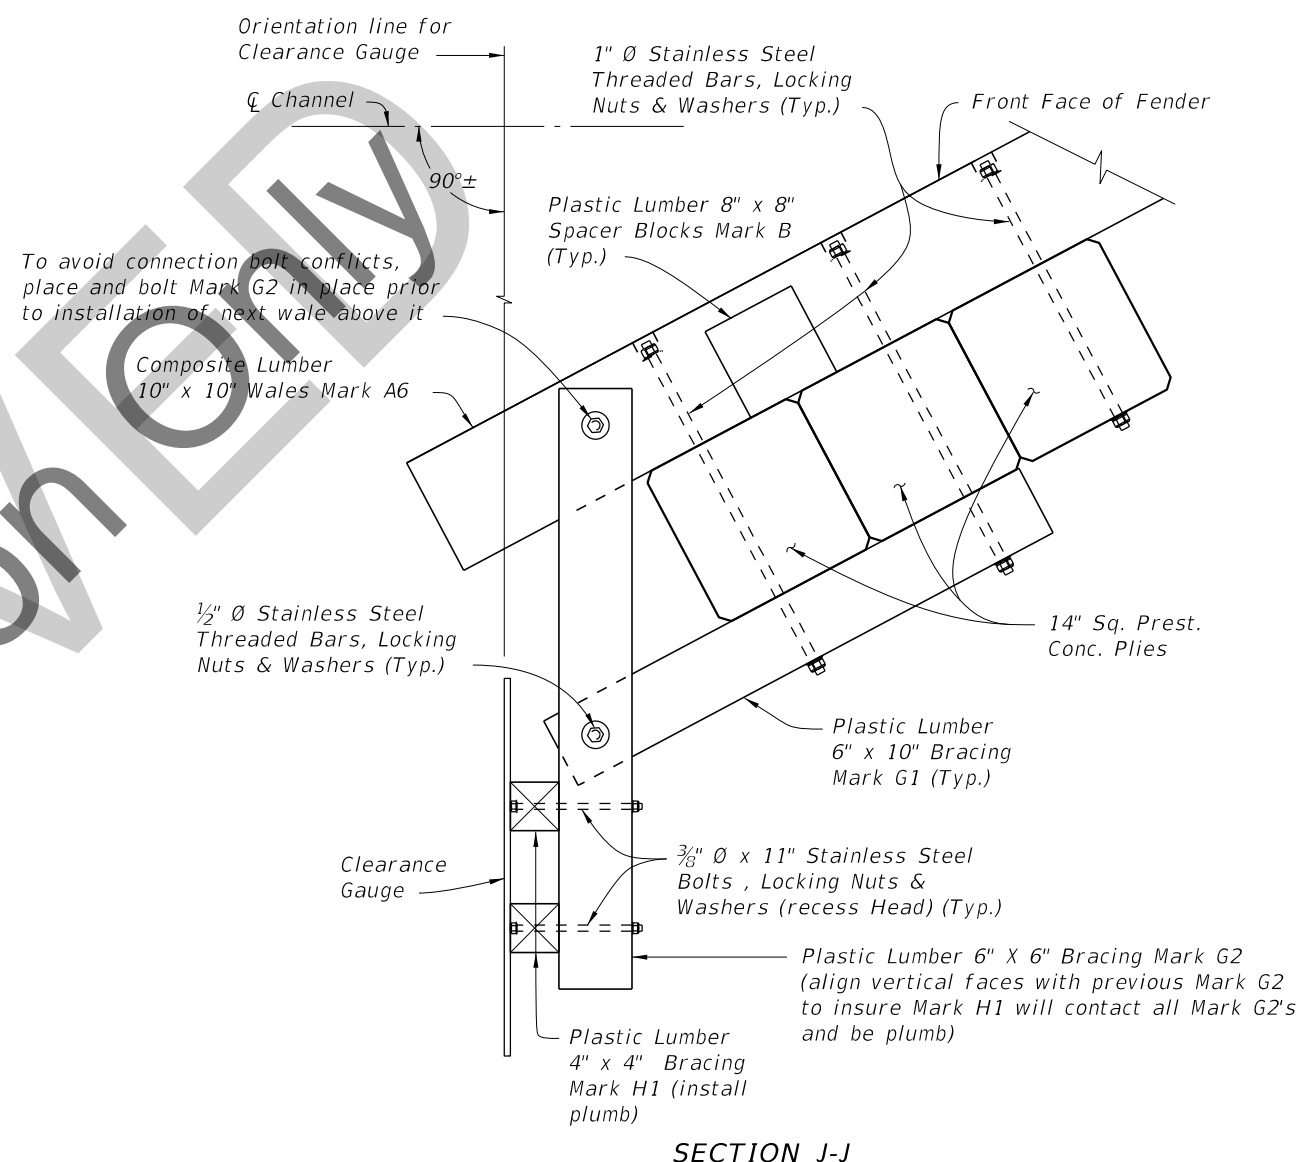 Orientation line for
Clearance Gauge
℄ Channel
1" Ø Stainless Steel
Threaded Bars, Locking
Nuts & Washers (Typ.)
Front Face of Fender
90°±
Plastic Lumber 8" x 8"
Spacer Blocks Mark B
(Typ.)
To avoid connection bolt conflicts,
place and bolt Mark G2 in place prior
to installation of next wale above it
Composite Lumber
10" x 10" Wales Mark A6
½" Ø Stainless Steel
Threaded Bars, Locking
Nuts & Washers (Typ.)
14" Sq. Prest.
Conc. Plies
Plastic Lumber
6" x 10" Bracing
Mark G1 (Typ.)
Clearance
Gauge
⅜" Ø x 11" Stainless Steel
Bolts , Locking Nuts &
Washers (recess Head) (Typ.)
Plastic Lumber 6" X 6" Bracing Mark G2
(align vertical faces with previous Mark G2
to insure Mark H1 will contact all Mark G2's
and be plumb)
Plastic Lumber
4" x 4" Bracing
Mark H1 (install
plumb)
SECTION J-J
Only